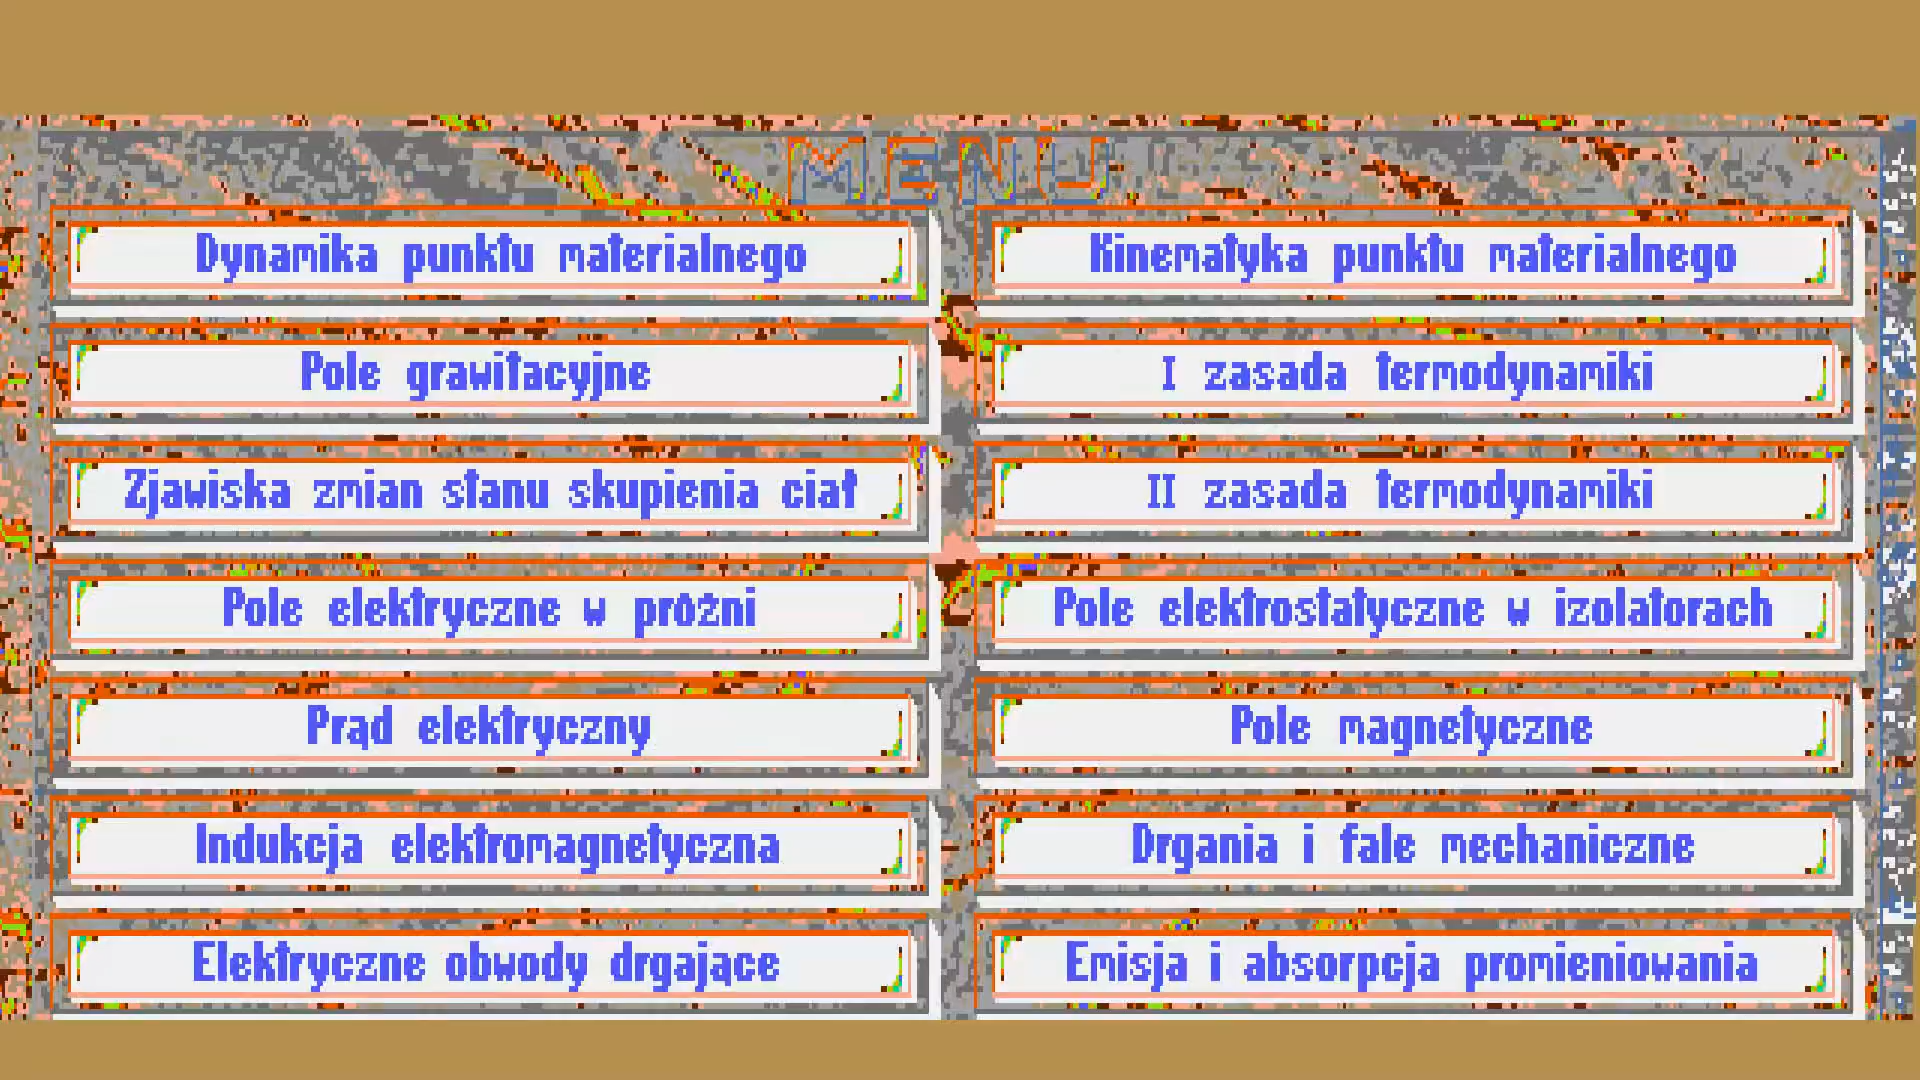 MENU
Dynamika punktu materialnego
Kinematyka punktu materialnego
Pole grawitacyjne
I zasada termodynamiki
Zjawiska zmian stanu skupienia ciał
II zasada termodynamiki
Pole elektryczne w próżni
Pole elektrostatyczne w izolatorach
Prąd elektryczny
Pole magnetyczne
Indukcja elektromagnetyczna
Drgania i fale mechaniczne
Elektryczne obwody drgające
Emisja i absorpcja promieniowania